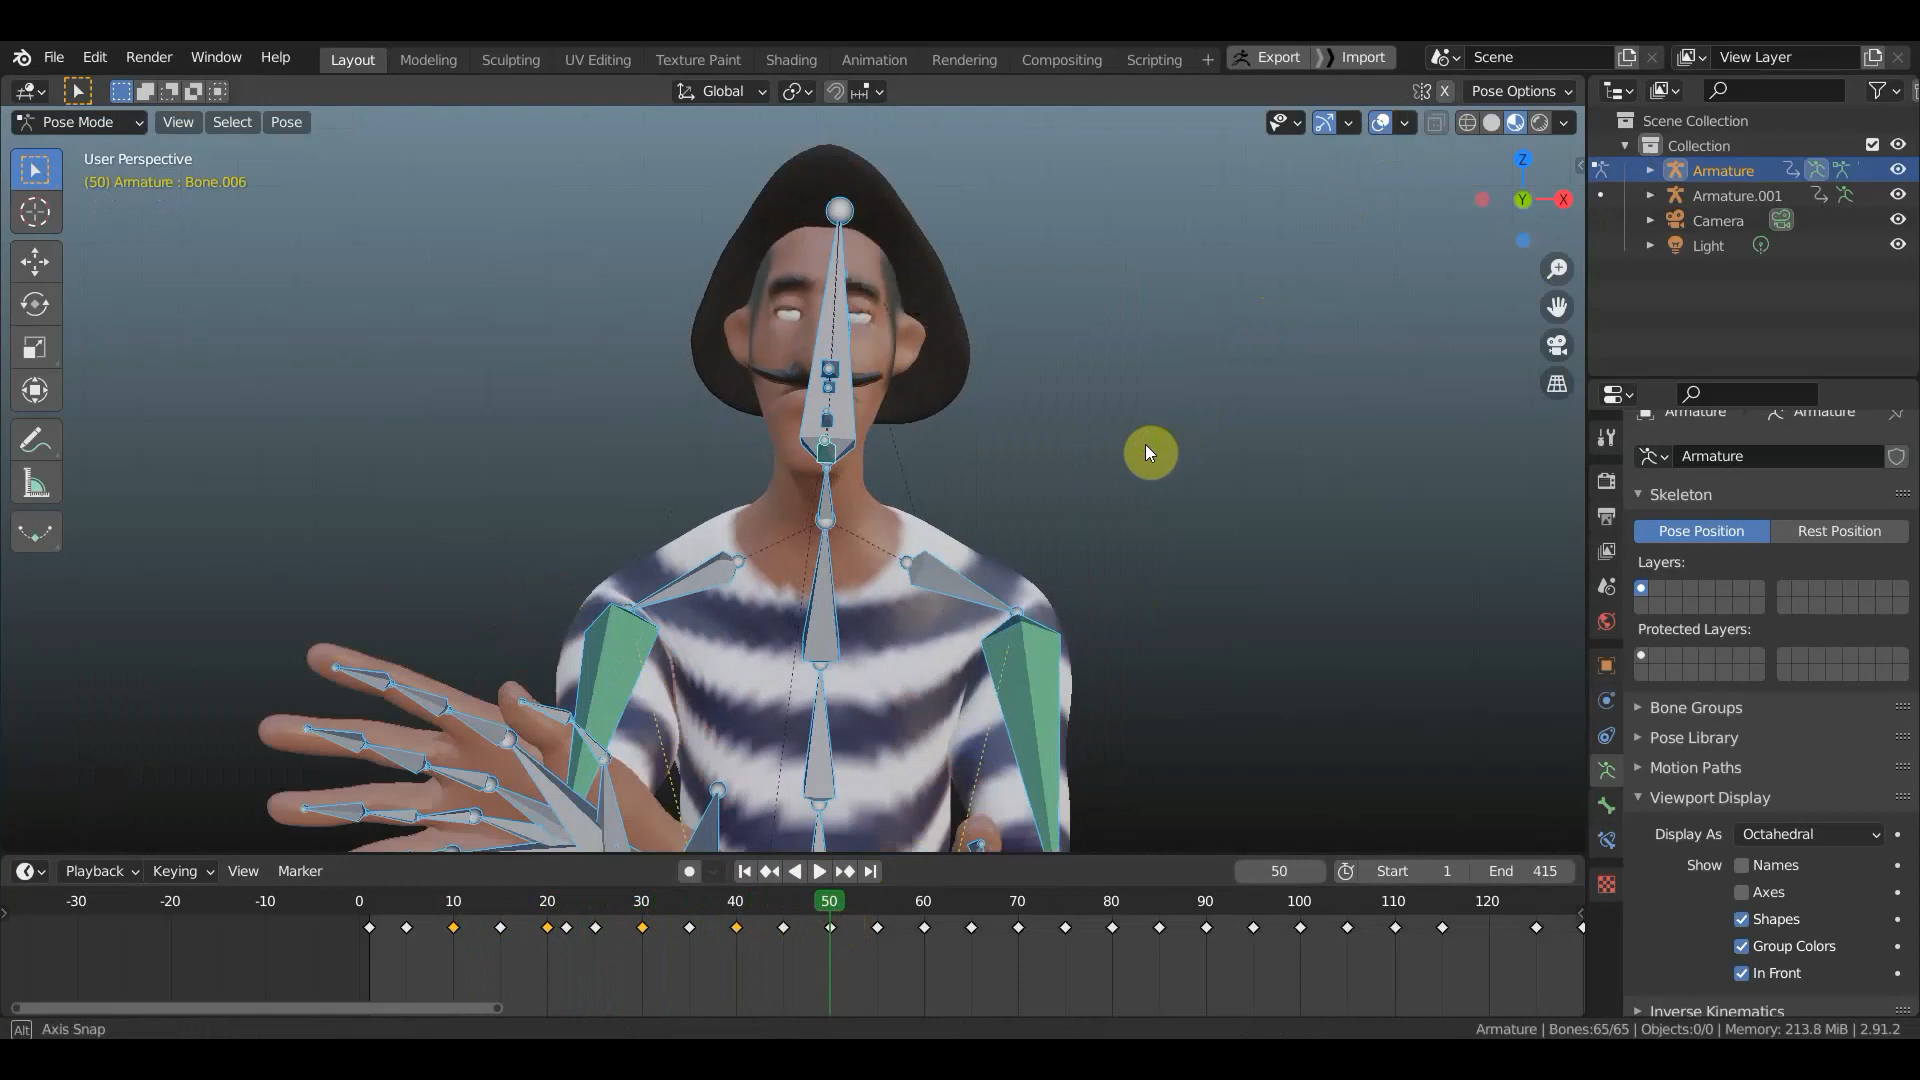 File Edit Render Window Help Layout Modeling Sculpting UV Editing Texture Paint Shading Animation Rendering Compositing Scripting + Export Import Scene View Layer
Global X Pose Options
Pose Mode View Select Pose
User Perspective
(50) Armature : Bone.006
Z
Y X
Scene Collection
Collection
Armature
Armature.001
Camera
Light
Armature Armature
Armature
Skeleton
Pose Position Rest Position
Layers:
Protected Layers:
Bone Groups
Pose Library
Motion Paths
Viewport Display
Display As Octahedral
Show Names
Axes
Shapes
Group Colors
In Front
Inverse Kinematics
Playback Keying View Marker 50 Start 1 End 415
-30 -20 -10 0 10 20 30 40 50 60 70 80 90 100 110 120
Alt Axis Snap Armature | Bones:65/65 | Objects:0/0 | Memory: 213.8 MiB | 2.91.2